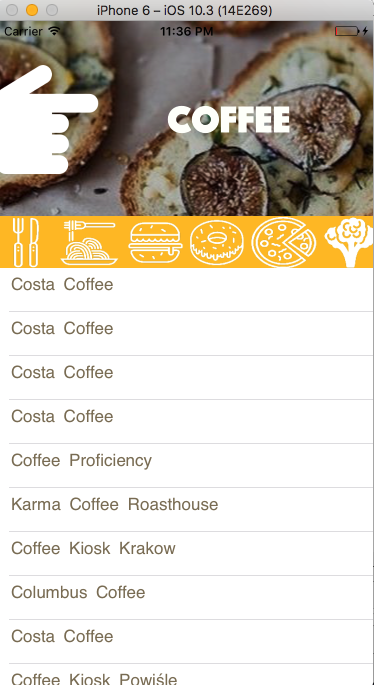 iPhone 6 – iOS 10.3 (14E269)
Carrier 11:36 PM
COFFEE
Costa Coffee
Costa Coffee
Costa Coffee
Costa Coffee
Coffee Proficiency
Karma Coffee Roasthouse
Coffee Kiosk Krakow
Columbus Coffee
Costa Coffee
Coffee Kiosk Powiśle